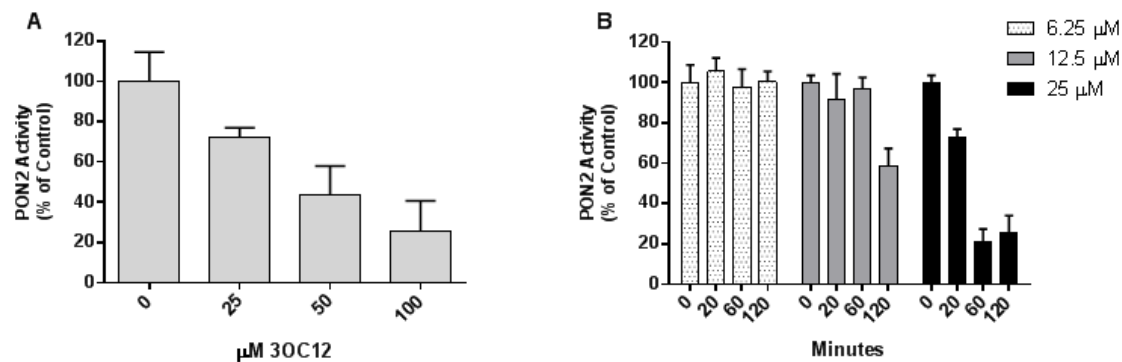 A
PON2 Activity
(% of Control)
120
100
80
60
40
20
0
0 25 50 100
μM 3OC12
B
6.25 μM
12.5 μM
25 μM
PON2 Activity
(% of Control)
120
100
80
60
40
20
0
0 20 60 120 0 20 60 120 0 20 60 120
Minutes